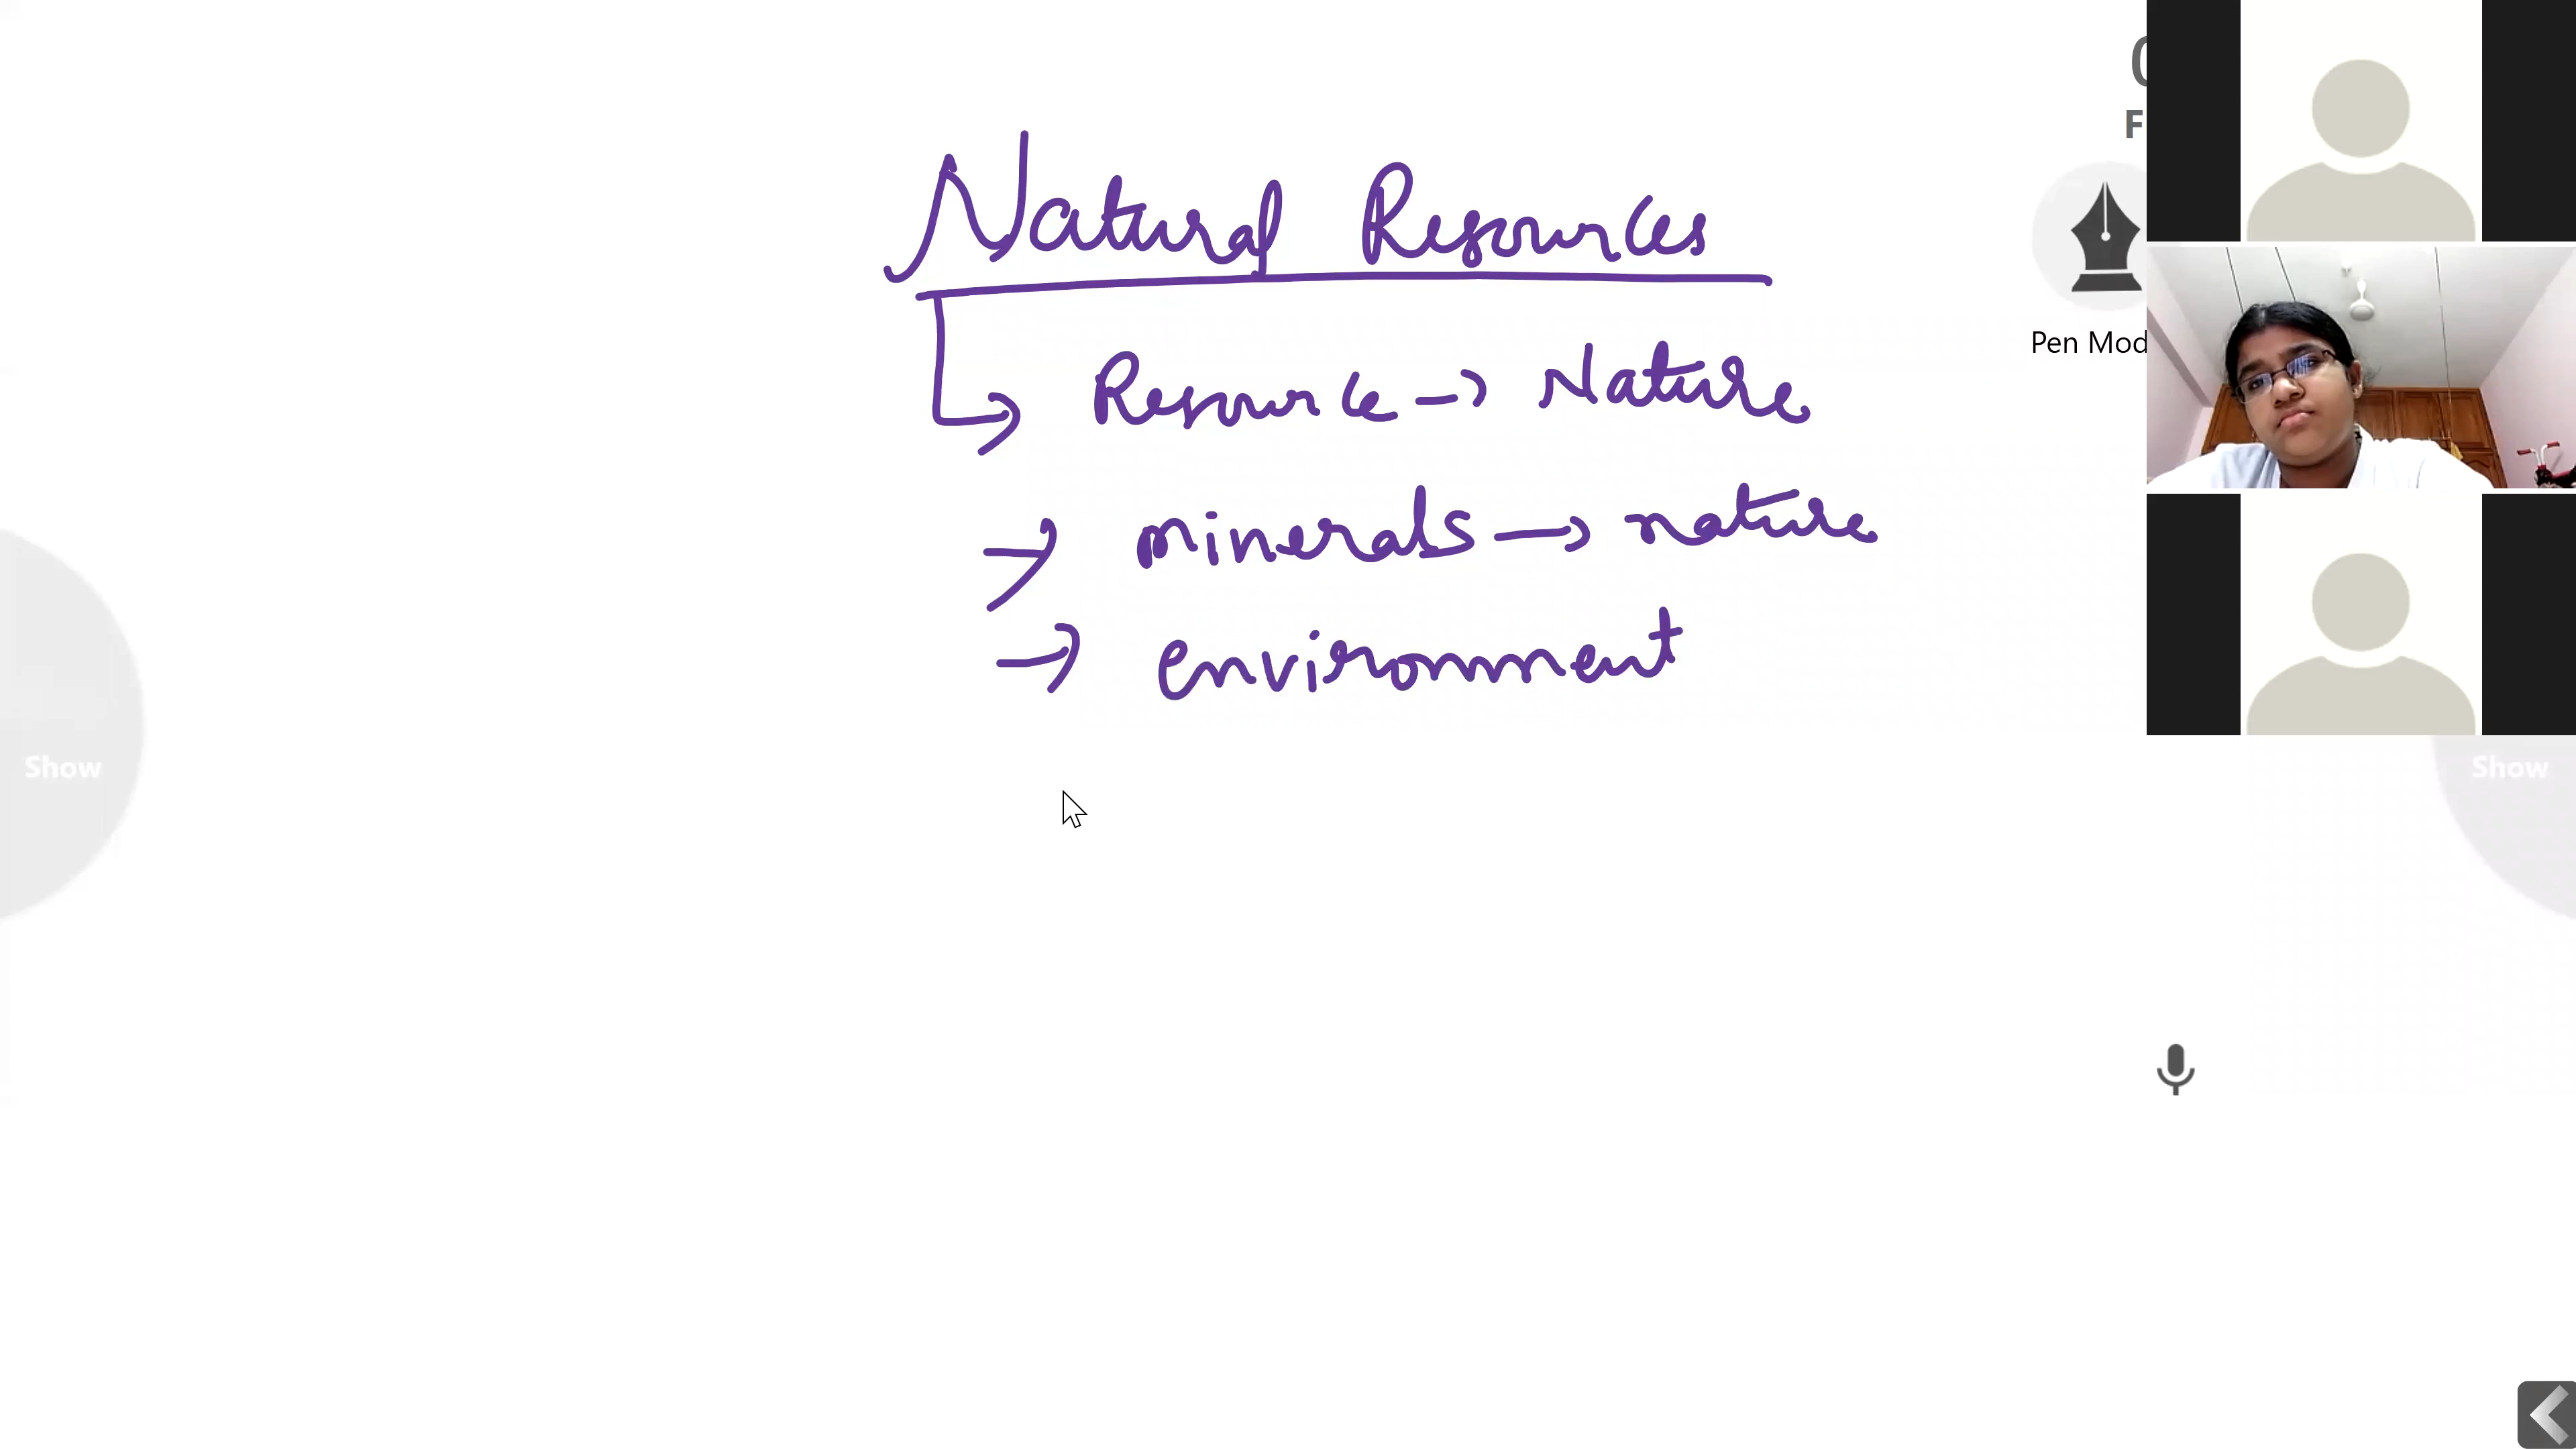 Natural Resources
Resource → Nature
→ minerals → nature
→ environment
F
Pen Mod
Show
Show